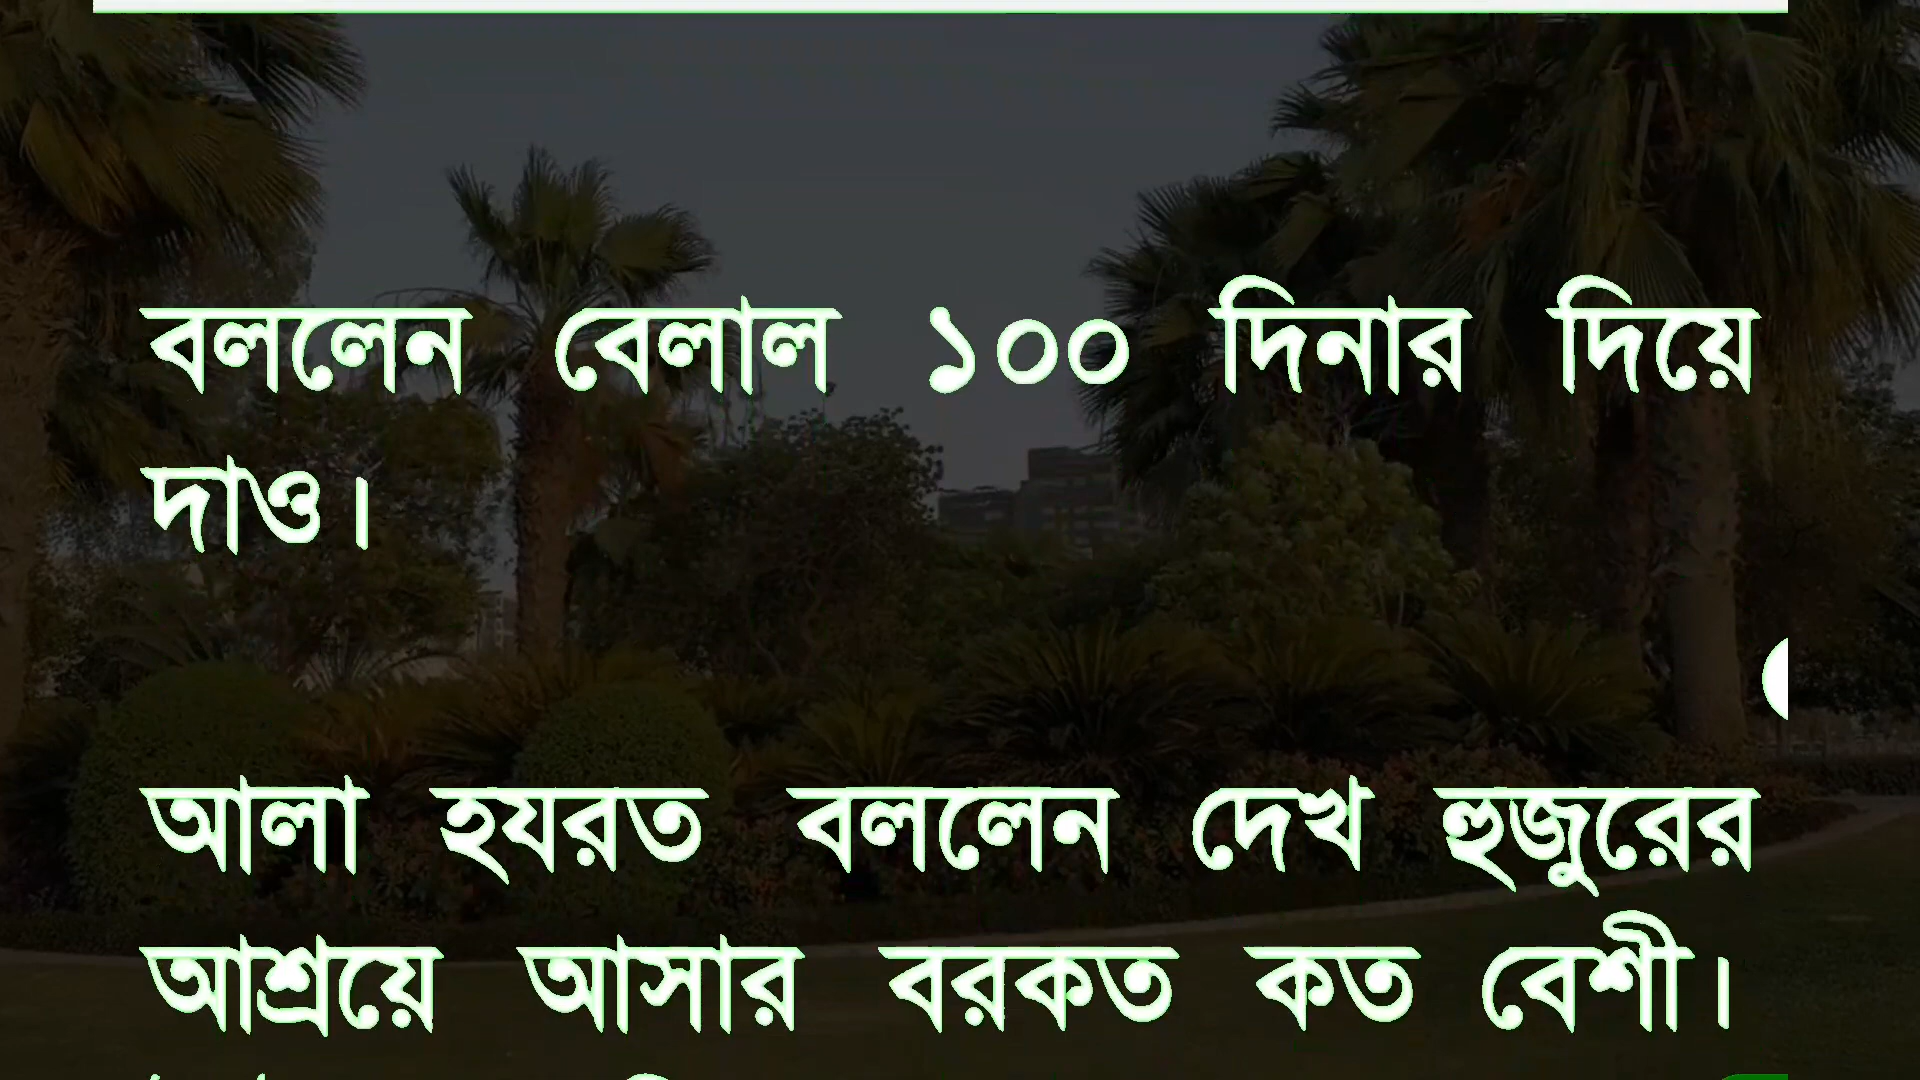 বললেন বেলাল ১০০ দিনার দিয়ে
দাও।
আলা হযরত বললেন দেখ হুজুরের
আশ্রয়ে আসার বরকত কত বেশী।